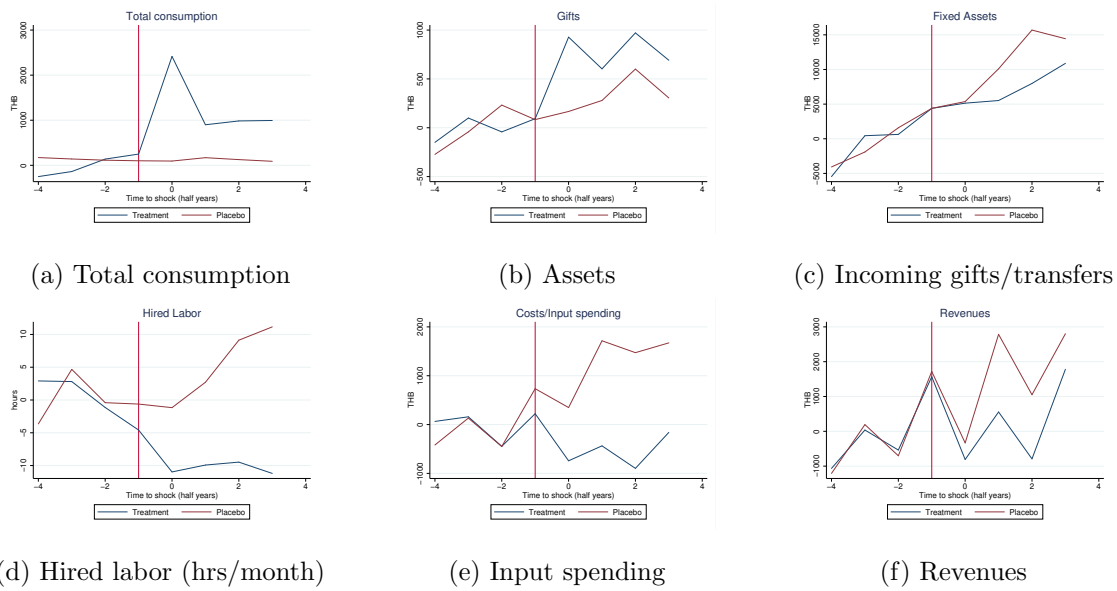 Total consumption
THB
3000
2000
1000
0
−4 −2 0 2 4
Time to shock (half years)
Treatment Placebo
(a) Total consumption
Gifts
THB
1000
500
0
−500
−4 −2 0 2 4
Time to shock (half years)
Treatment Placebo
(b) Assets
Fixed Assets
THB
15000
10000
5000
0
−5000
−4 −2 0 2 4
Time to shock (half years)
Treatment Placebo
(c) Incoming gifts/transfers
Hired Labor
hours
10
5
0
−5
−10
−4 −2 0 2 4
Time to shock (half years)
Treatment Placebo
(d) Hired labor (hrs/month)
Costs/Input spending
THB
2000
1000
0
−1000
−4 −2 0 2 4
Time to shock (half years)
Treatment Placebo
(e) Input spending
Revenues
THB
3000
2000
1000
0
−1000
−4 −2 0 2 4
Time to shock (half years)
Treatment Placebo
(f) Revenues